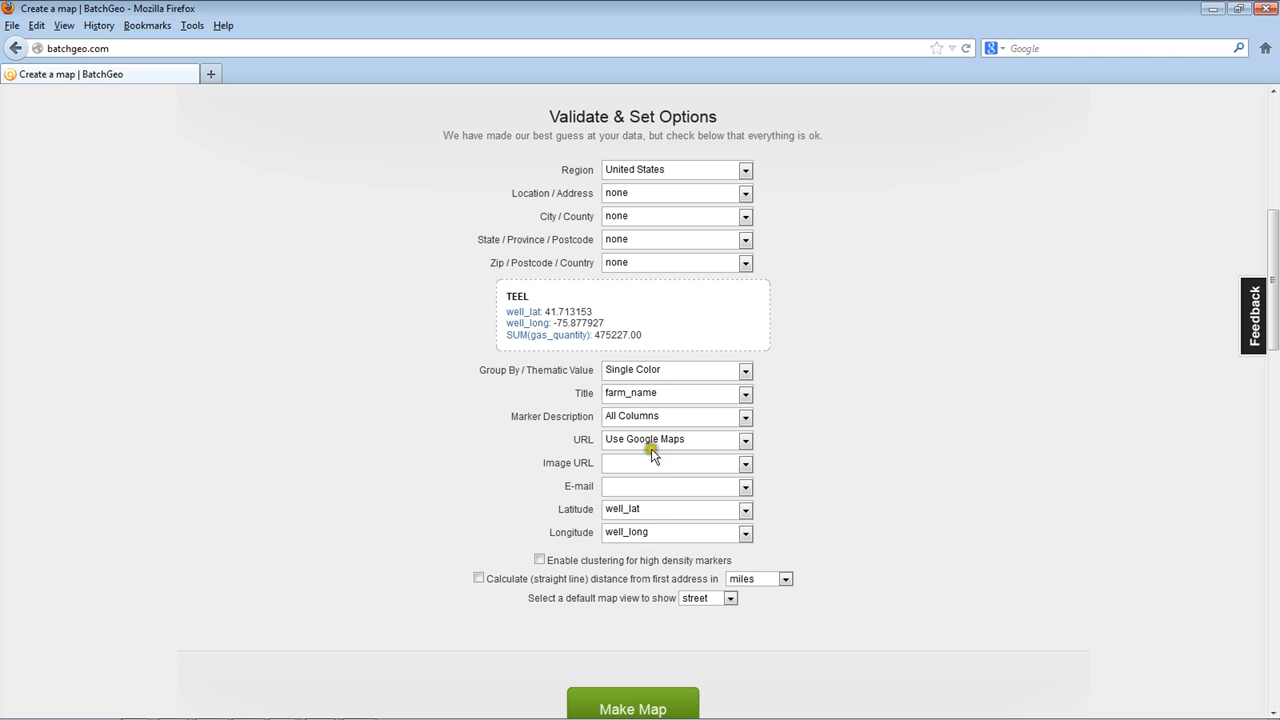 Create a map | BatchGeo - Mozilla Firefox
File Edit View History Bookmarks Tools Help
batchgeo.com
Google
Create a map | BatchGeo
Validate & Set Options
We have made our best guess at your data, but check below that everything is ok.
Region United States
Location / Address none
City / County none
State / Province / Postcode none
Zip / Postcode / Country none
TEEL
well_lat: 41.713153
well_long: -75.877927
SUM(gas_quantity): 475227.00
Feedback
Group By / Thematic Value Single Color
Title farm_name
Marker Description All Columns
URL Use Google Maps
Image URL
E-mail
Latitude well_lat
Longitude well_long
Enable clustering for high density markers
Calculate (straight line) distance from first address in miles
Select a default map view to show street
Make Map